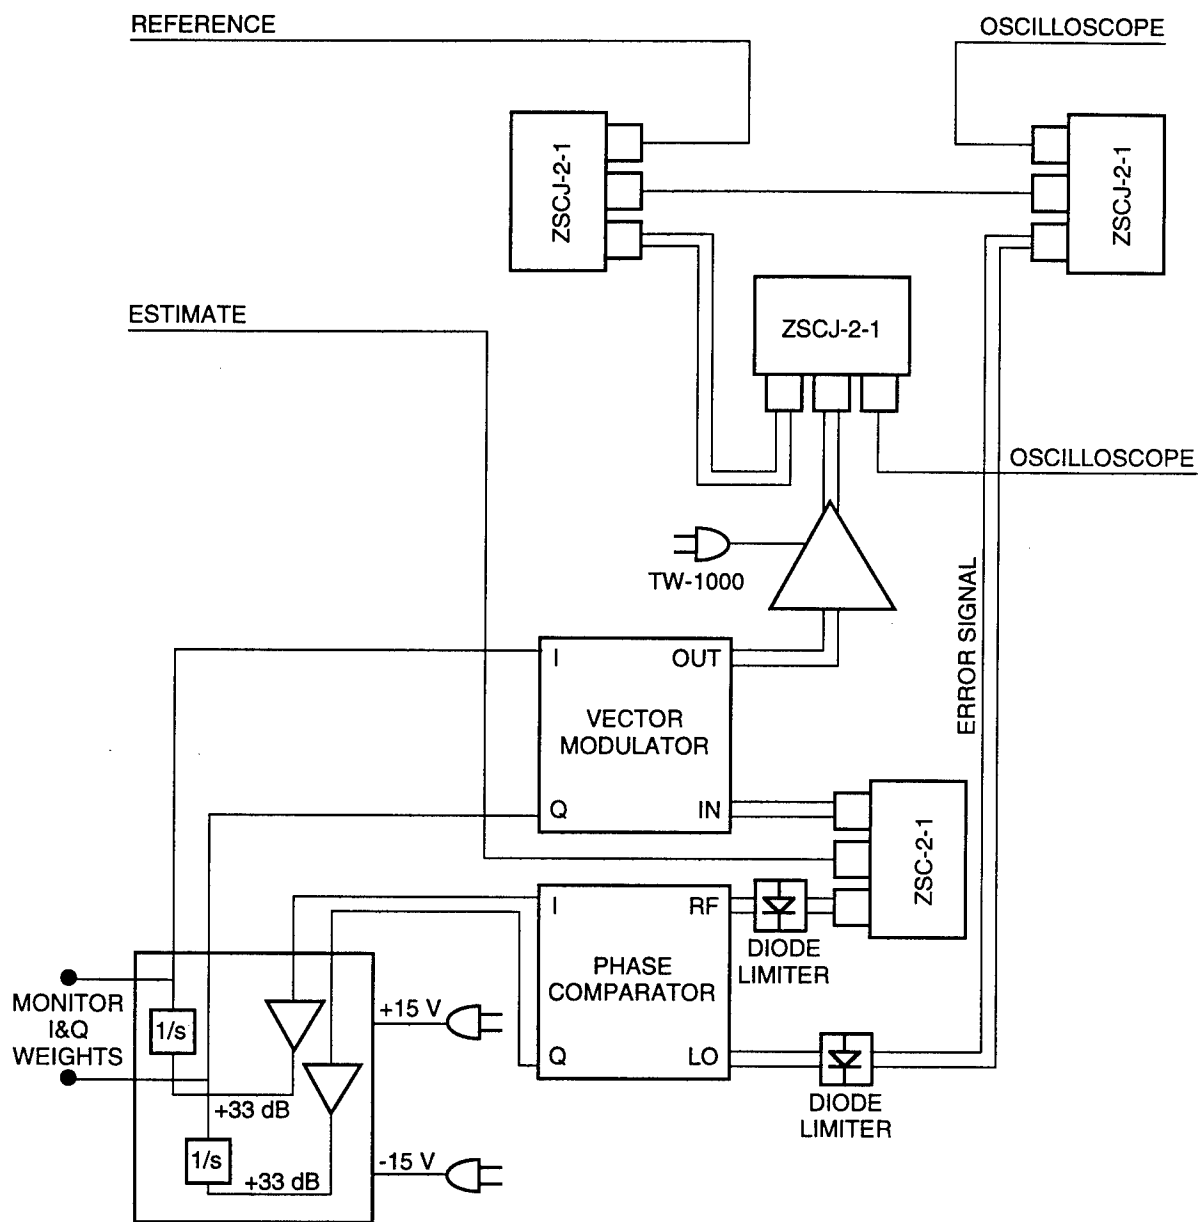 REFERENCE
OSCILLOSCOPE
ZSCJ-2-1
ZSCJ-2-1
ESTIMATE
ZSCJ-2-1
OSCILLOSCOPE
TW-1000
ERROR SIGNAL
I
OUT
VECTOR
MODULATOR
Q
IN
ZSC-2-1
I
RF
DIODE
LIMITER
PHASE
COMPARATOR
MONITOR
I&Q
WEIGHTS
1/s
+15 V
Q
LO
DIODE
LIMITER
+33 dB
1/s
+33 dB
-15 V